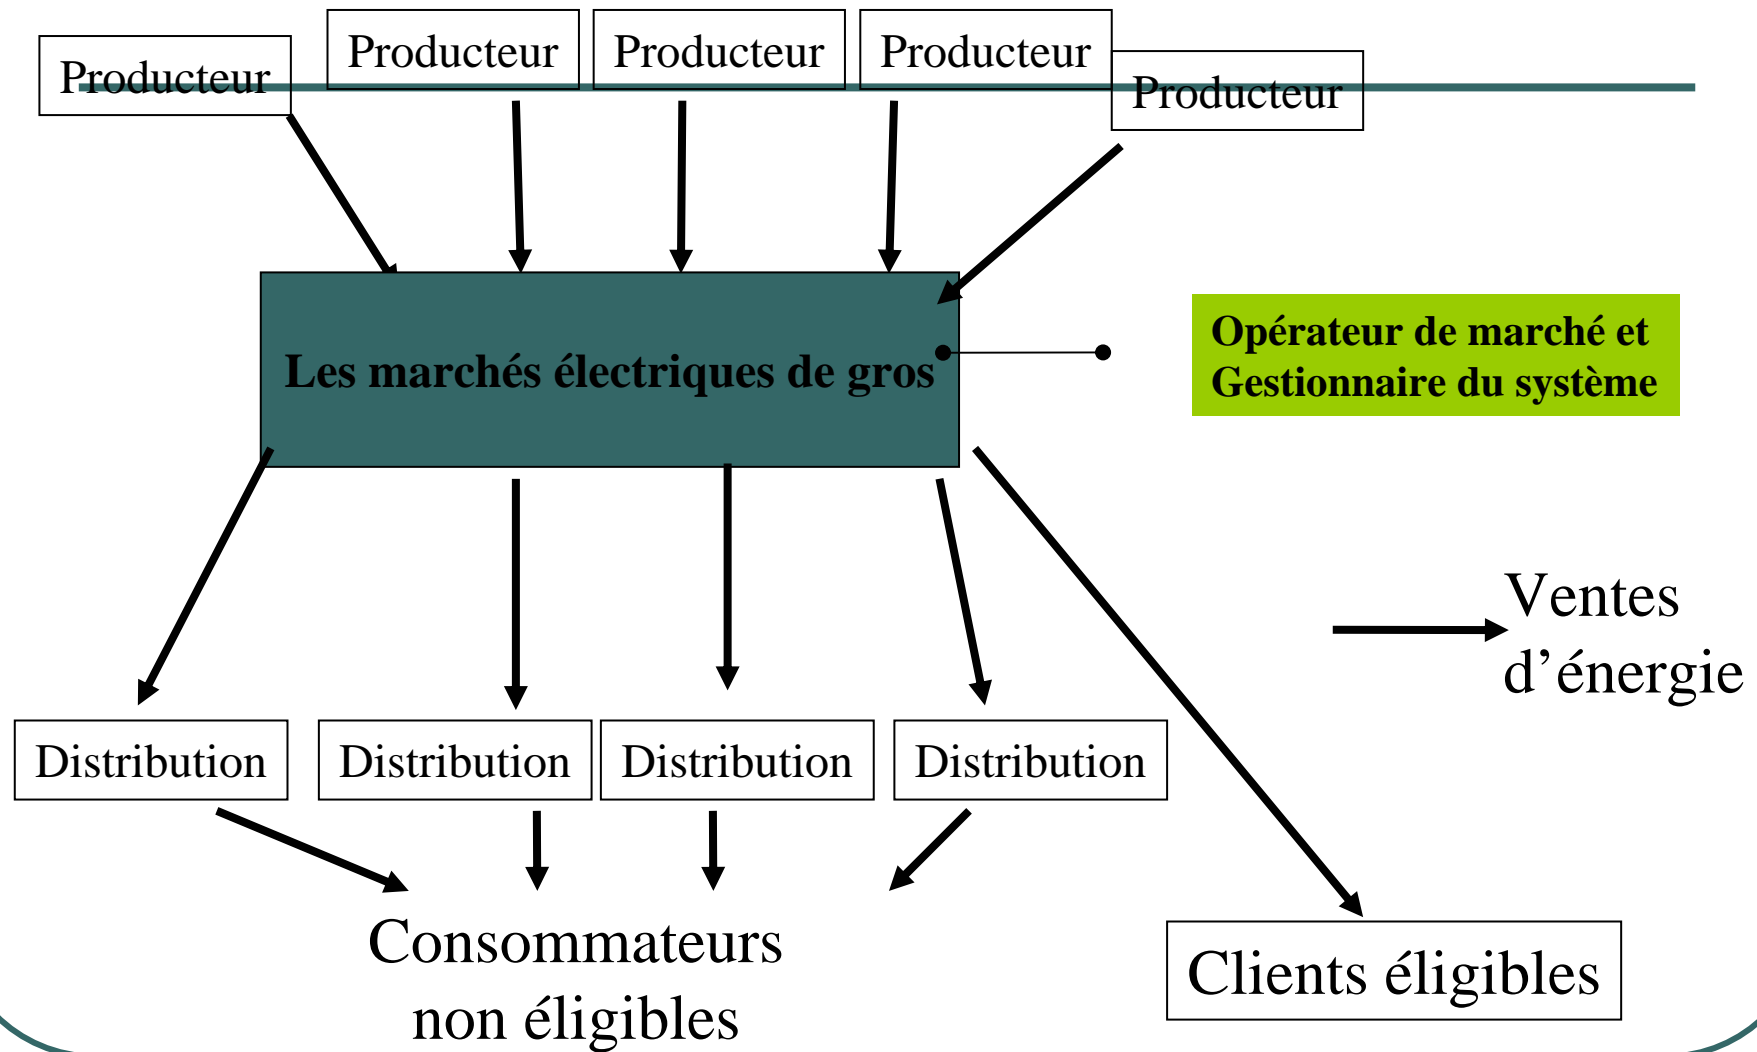 Producteur
Producteur
Producteur
Producteur
Producteur
Les marchés électriques de gros
Opérateur de marché et
Gestionnaire du système
Ventes
d’énergie
Distribution
Distribution
Distribution
Distribution
Consommateurs
non éligibles
Clients éligibles